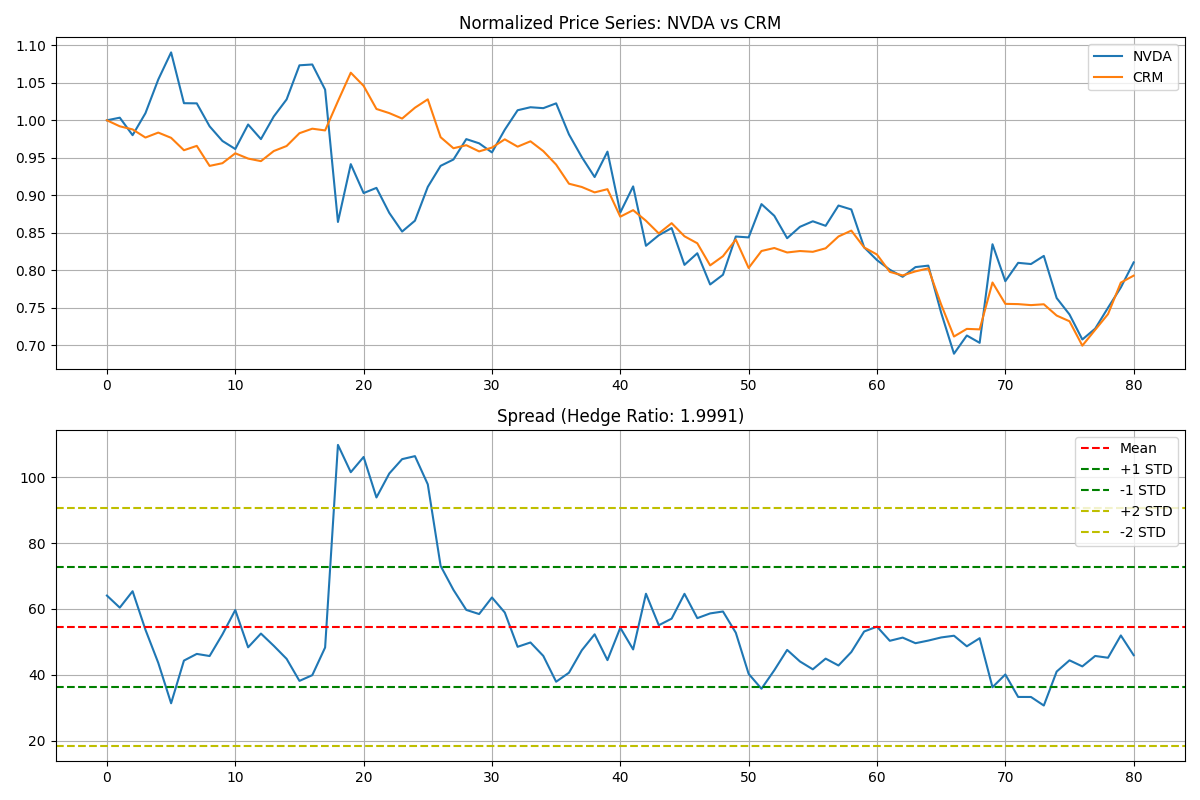 Normalized Price Series: NVDA vs CRM
1.10
1.05
1.00
0.95
0.90
0.85
0.80
0.75
0.70
NVDA
CRM
0 10 20 30 40 50 60 70 80
Spread (Hedge Ratio: 1.9991)
100
80
60
40
20
Mean
+1 STD
-1 STD
+2 STD
-2 STD
0 10 20 30 40 50 60 70 80